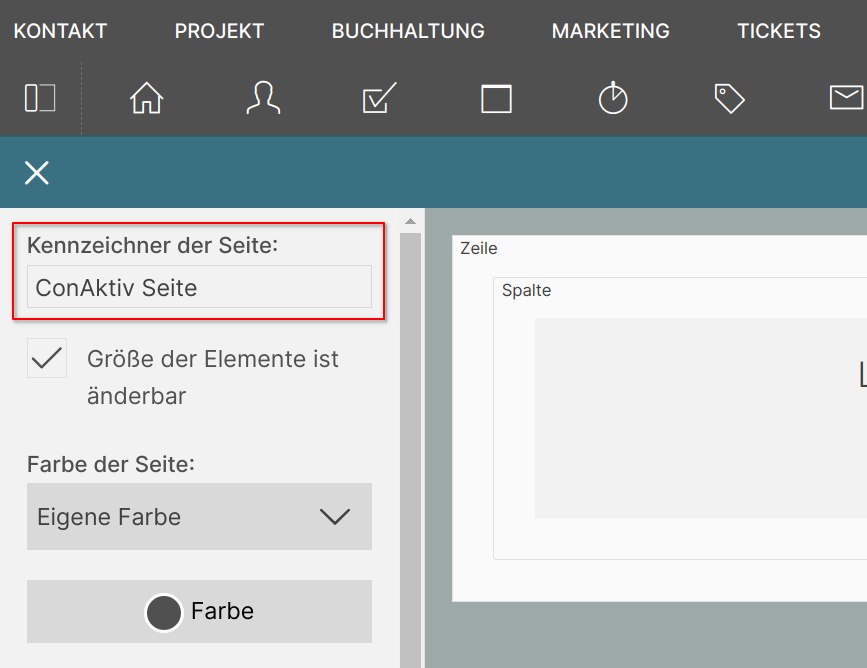 KONTAKT PROJEKT BUCHHALTUNG MARKETING TICKETS
Kennzeichner der Seite:
ConAktiv Seite
Größe der Elemente ist
änderbar
Farbe der Seite:
Eigene Farbe
Farbe
Zeile
Spalte